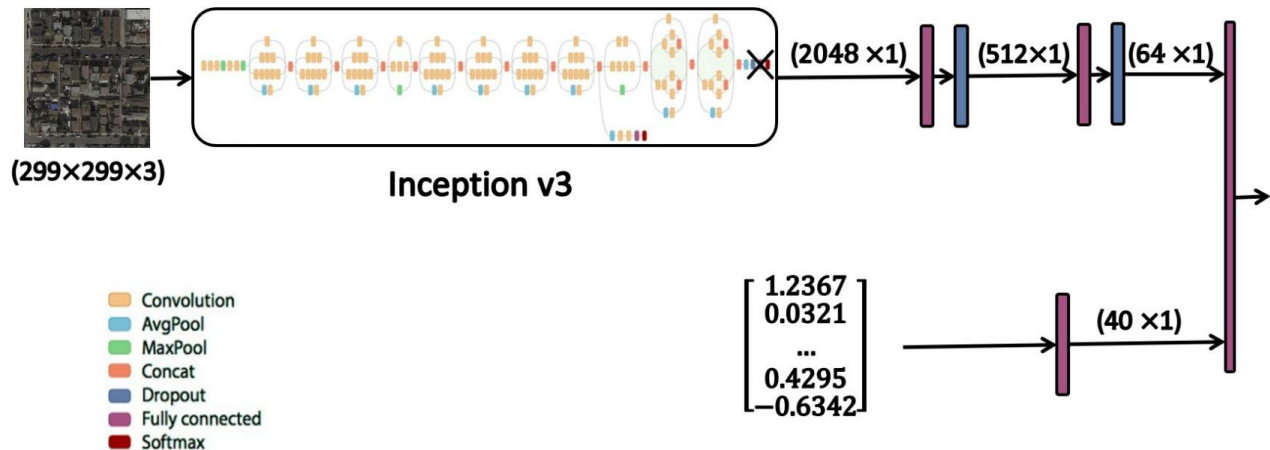 (2048 ×1)
(512×1)
(64 ×1)
(299×299×3)
Inception v3
1.2367
0.0321
...
0.4295
−0.6342
(40 ×1)
Convolution
AvgPool
MaxPool
Concat
Dropout
Fully connected
Softmax